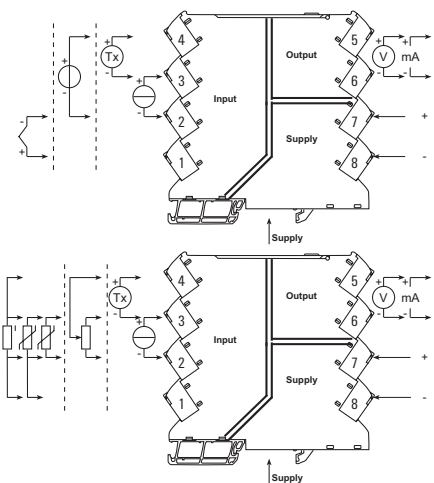 + + + 4 5 + +
Tx Output V mA
+ - + 3 6 - -
- Input
- - 2 7 +
Supply
+ 1 8 -
Supply
4 5 + +
+ Output V mA
Tx
- + 3 6 - -
Input
- 2 7 +
Supply
1 8 -
Supply